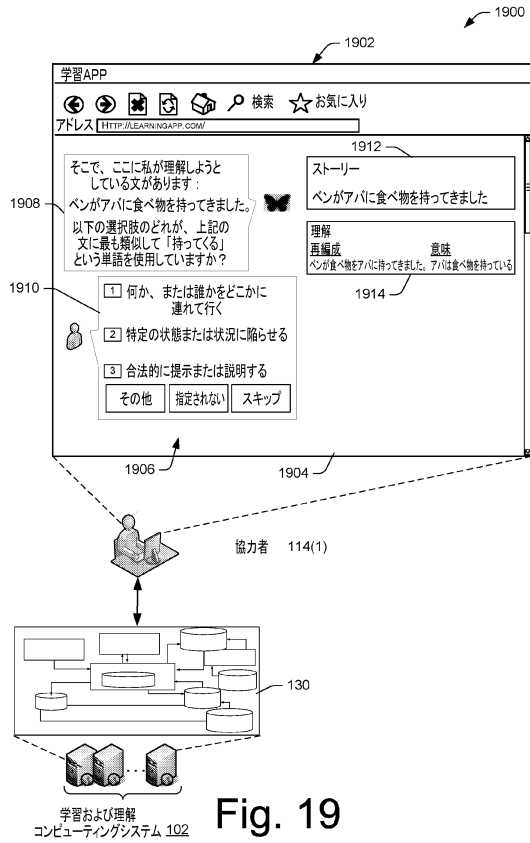 1900
1902
学習APP
検索
お気に入り
アドレス
HTTP://LEARNINGAPP.COM/
1908
そこで、ここに私が理解しようと
している文があります：
ベンがアバに食べ物を持ってきました。
以下の選択肢のどれが、上記の
文に最も類似して「持ってくる」
という単語を使用していますか？
1912
ストーリー
ベンがアバに食べ物を持ってきました
理解
再編成 意味
ベンが食べ物をアバに持ってきました。 アバは食べ物を持っている
1914
1910
1 何か、または誰かをどこかに
連れて行く
2 特定の状態または状況に陥らせる
3 合法的に提示または説明する
その他 指定されない スキップ
1906
1904
協力者 114(1)
130
学習および理解
コンピューティングシステム 102
Fig. 19